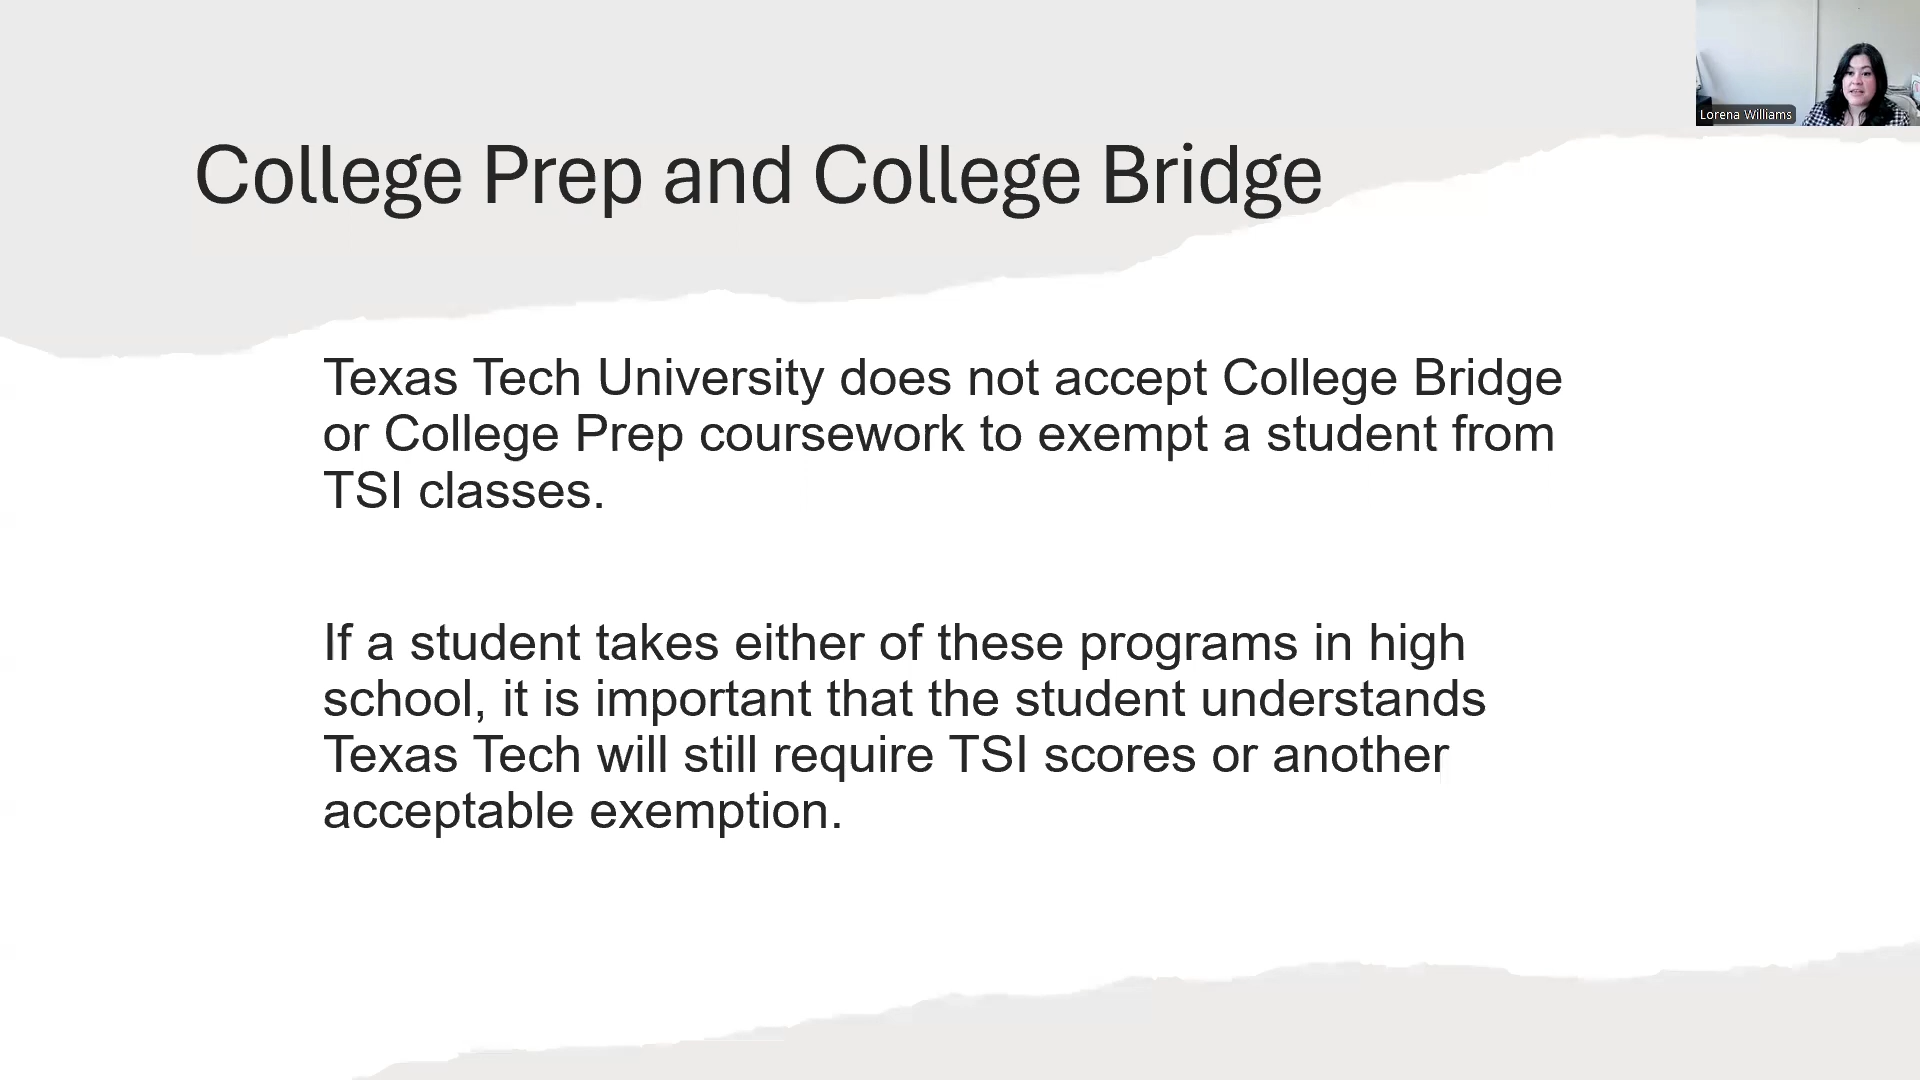 Lorena Williams
College Prep and College Bridge
Texas Tech University does not accept College Bridge
or College Prep coursework to exempt a student from
TSI classes.
If a student takes either of these programs in high
school, it is important that the student understands
Texas Tech will still require TSI scores or another
acceptable exemption.